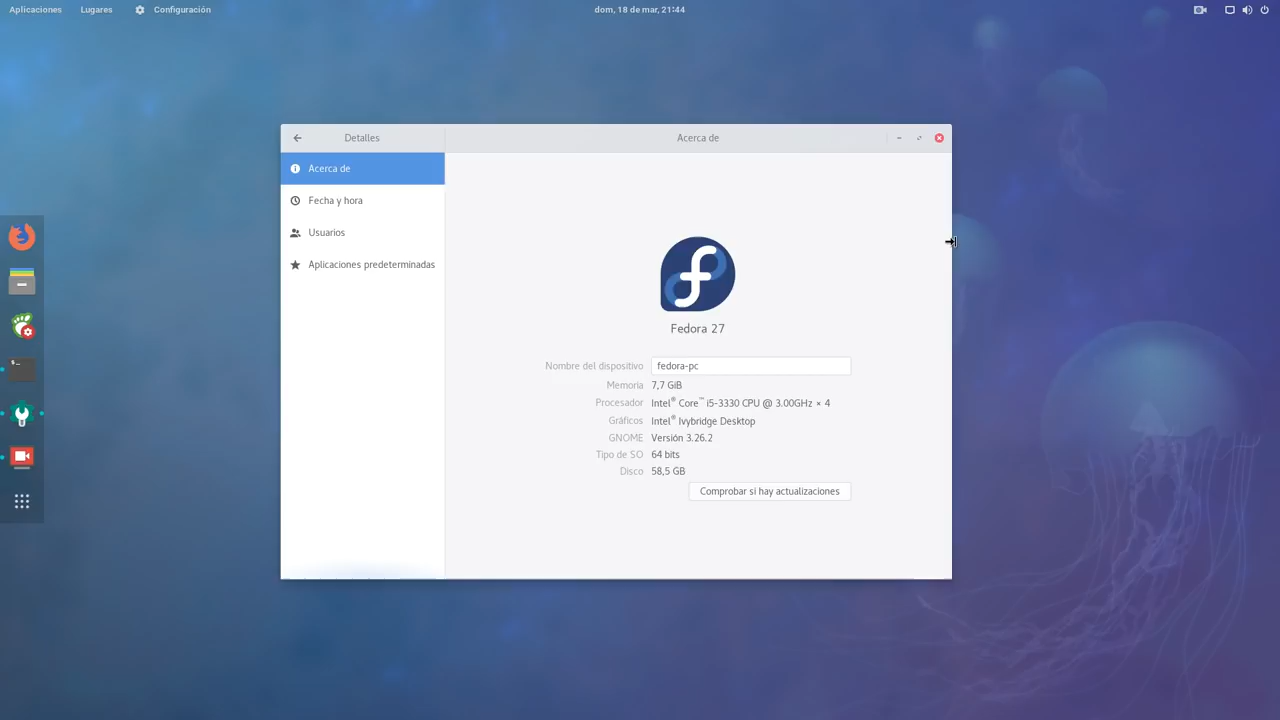 Aplicaciones Lugares Configuración dom, 18 de mar, 21:44
Detalles Acerca de
Acerca de
Fecha y hora
Usuarios
Aplicaciones predeterminadas
Fedora 27
Nombre del dispositivo fedora-pc
Memoria 7,7 GiB
Procesador Intel® Core™ i5-3330 CPU @ 3.00GHz × 4
Gráficos Intel® Ivybridge Desktop
GNOME Versión 3.26.2
Tipo de SO 64 bits
Disco 58,5 GB
Comprobar si hay actualizaciones